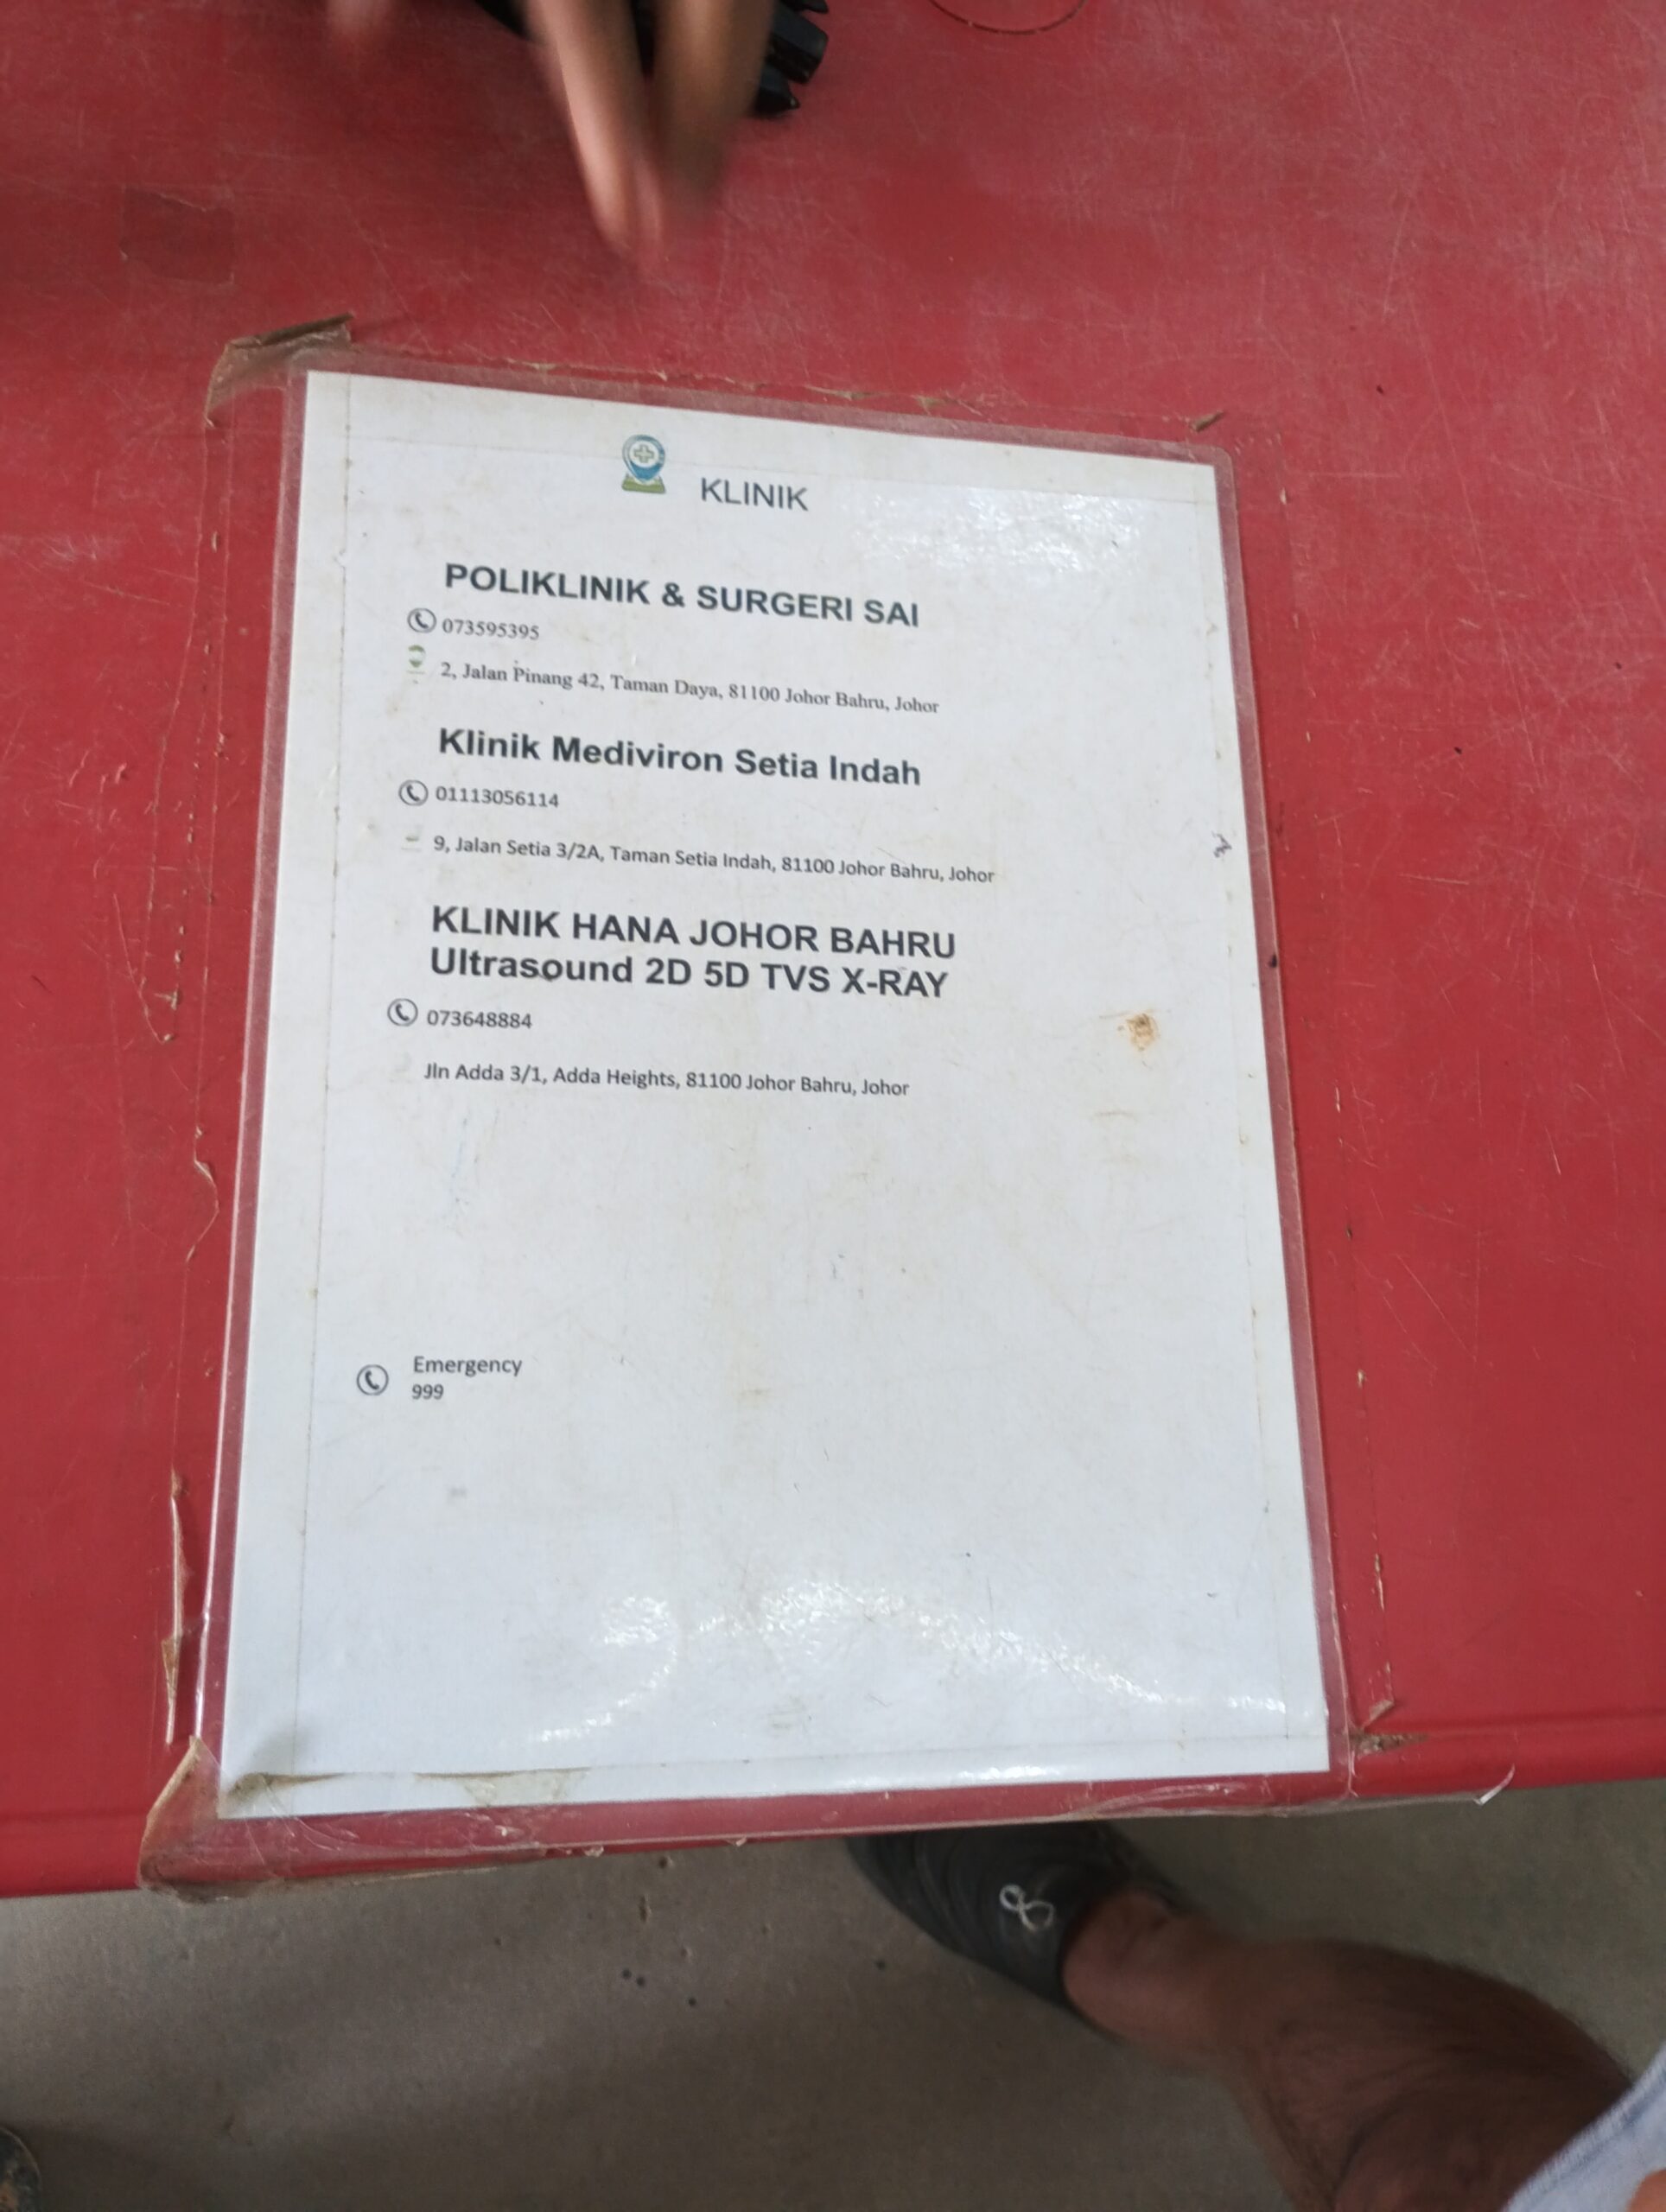 KLINIK
POLIKLINIK & SURGERI SAI
073595395
2, Jalan Pinang 42, Taman Daya, 81100 Johor Bahru, Johor
Klinik Mediviron Setia Indah
01113056114
9, Jalan Setia 3/2A, Taman Setia Indah, 81100 Johor Bahru, Johor
KLINIK HANA JOHOR BAHRU
Ultrasound 2D 5D TVS X-RAY
073648884
Jln Adda 3/1, Adda Heights, 81100 Johor Bahru, Johor
Emergency
999